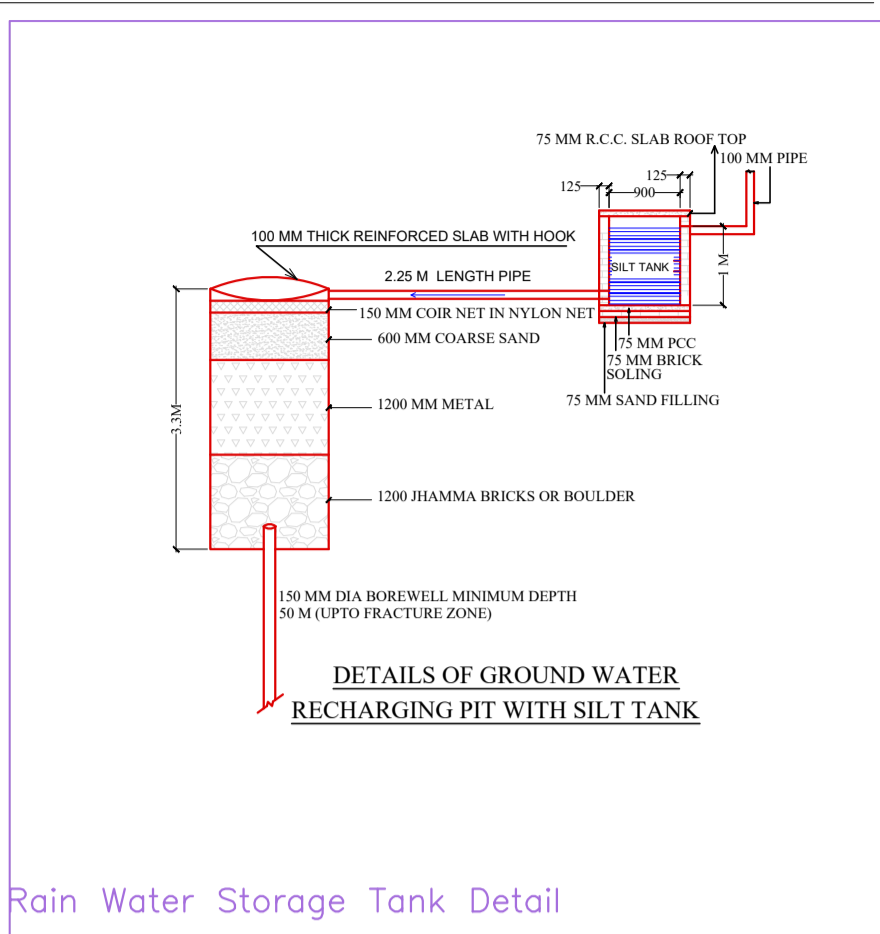 75 MM R.C.C. SLAB ROOF TOP
100 MM PIPE
125
125
900
100 MM THICK REINFORCED SLAB WITH HOOK
SILT TANK
1 M
2.25 M LENGTH PIPE
150 MM COIR NET IN NYLON NET
600 MM COARSE SAND
75 MM PCC
75 MM BRICK
SOLING
75 MM SAND FILLING
3.3M
1200 MM METAL
1200 JHAMMA BRICKS OR BOULDER
150 MM DIA BOREWELL MINIMUM DEPTH
50 M (UPTO FRACTURE ZONE)
DETAILS OF GROUND WATER
RECHARGING PIT WITH SILT TANK
Rain Water Storage Tank Detail